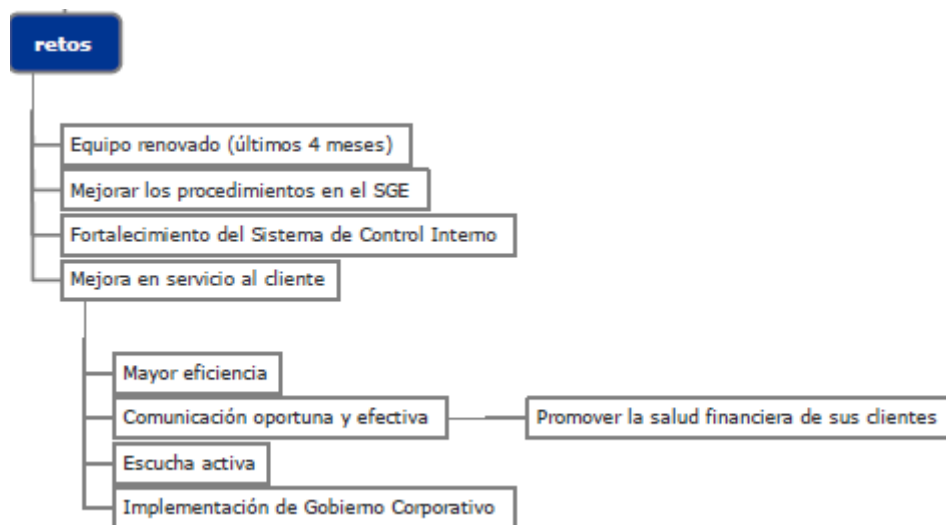 retos
Equipo renovado (últimos 4 meses)
Mejorar los procedimientos en el SGE
Fortalecimiento del Sistema de Control Interno
Mejora en servicio al cliente
Mayor eficiencia
Comunicación oportuna y efectiva
Promover la salud financiera de sus clientes
Escucha activa
Implementación de Gobierno Corporativo